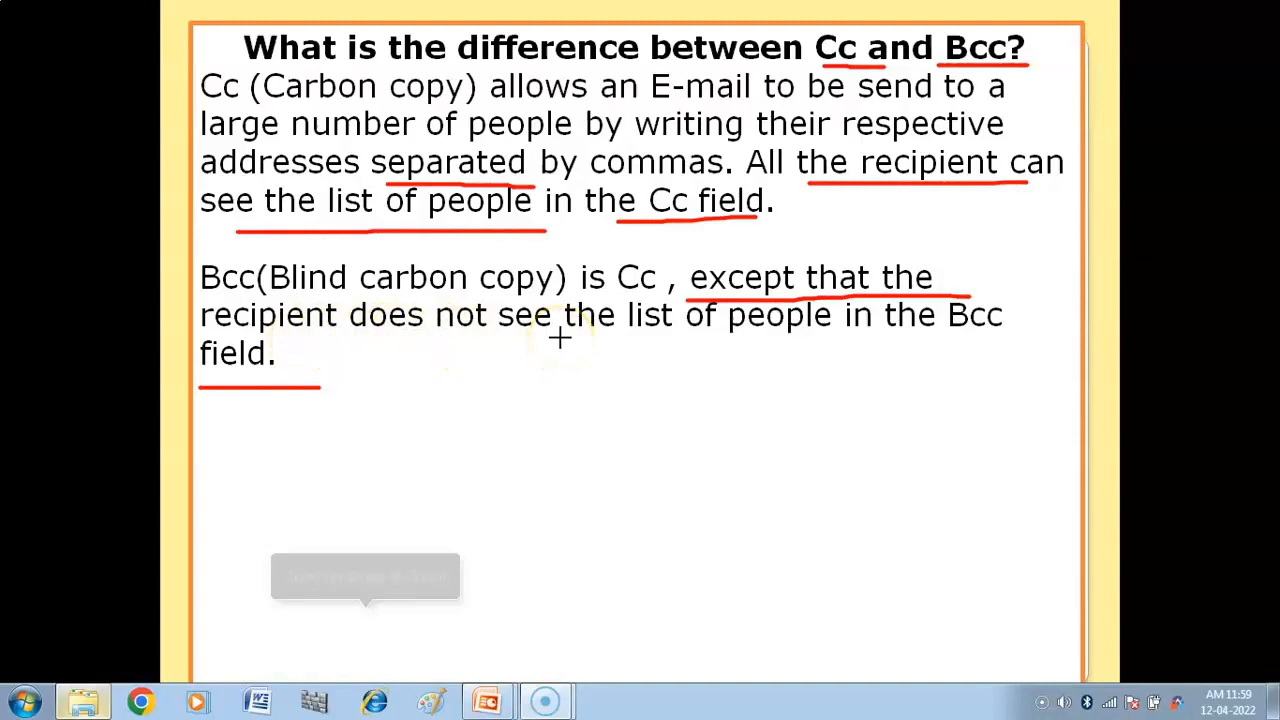 What is the difference between Cc and Bcc?
Cc (Carbon copy) allows an E-mail to be send to a
large number of people by writing their respective
addresses separated by commas. All the recipient can
see the list of people in the Cc field.
Bcc(Blind carbon copy) is Cc , except that the
recipient does not see the list of people in the Bcc
field.
AM 11:59
12-04-2022